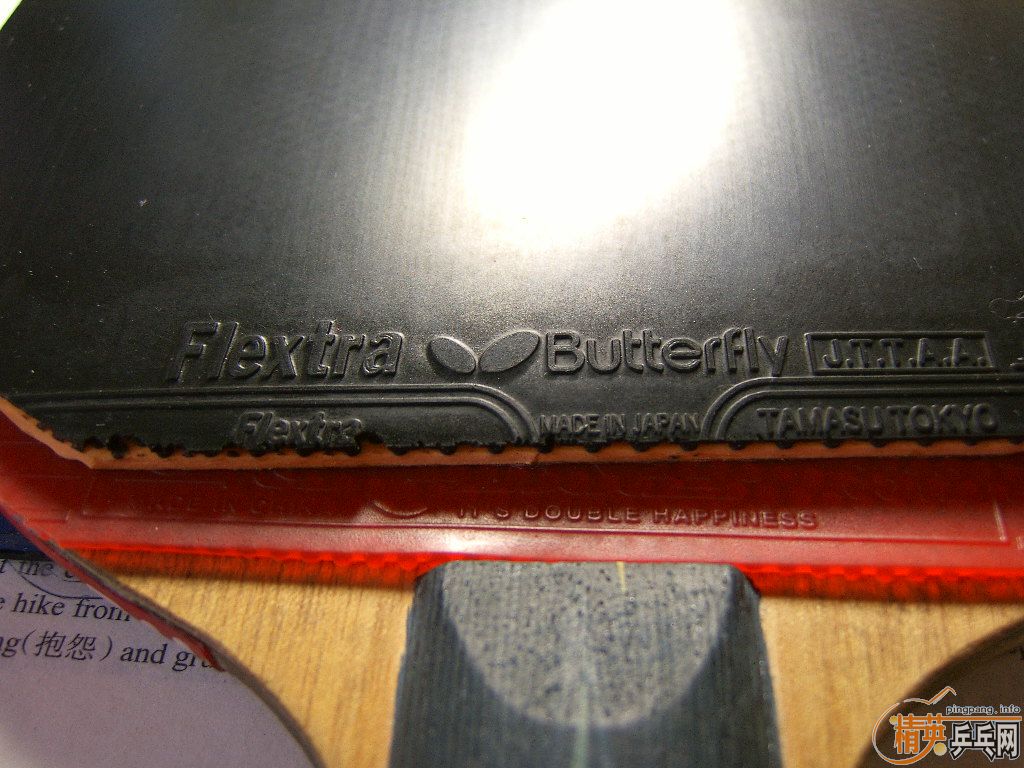 Flextra Butterfly J.T.T.A.A.
Flextra MADE IN JAPAN TAMASU TOKYO
IT'S DOUBLE HAPPINESS
the
hike from
(抱怨) and
pingpang.info
精英乒乓网